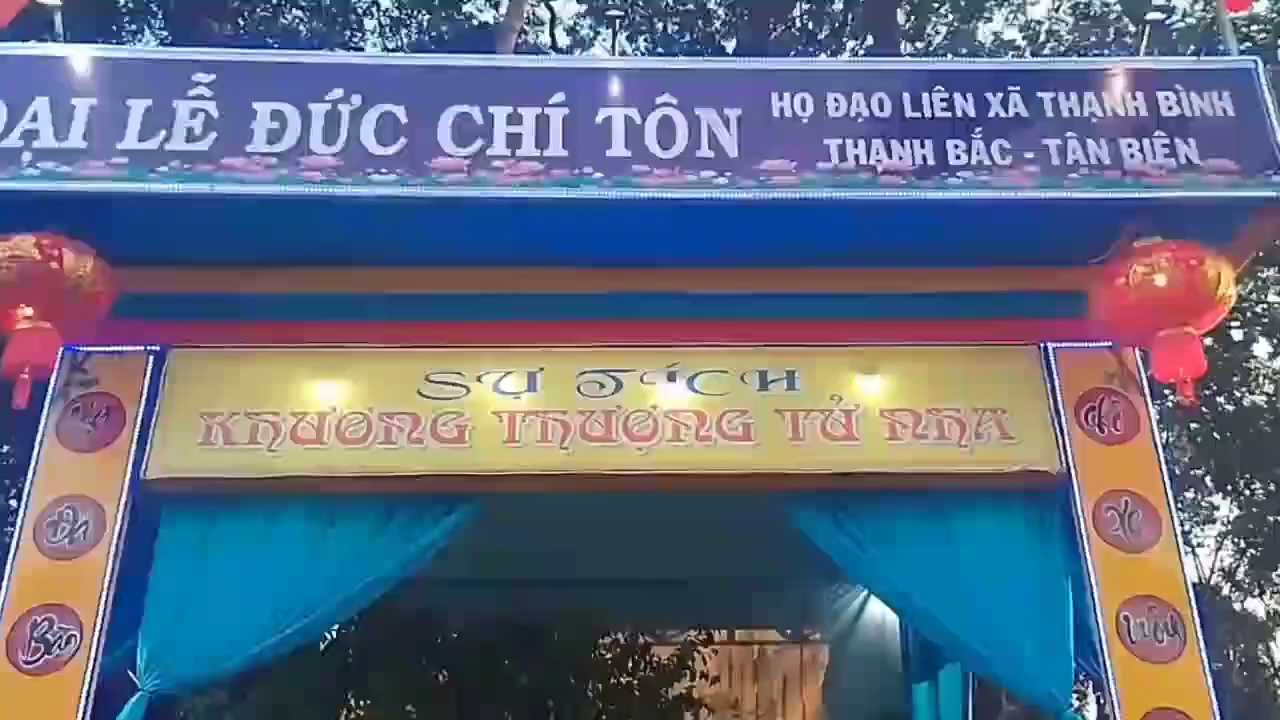 ĐẠI LỄ ĐỨC CHÍ TÔN
HỌ ĐẠO LIÊN XÃ THẠNH BÌNH
THẠNH BẮC - TÂN BIÊN
SỰ TÍCH
KHƯƠNG THƯỢNG TỬ NHA
Bảo